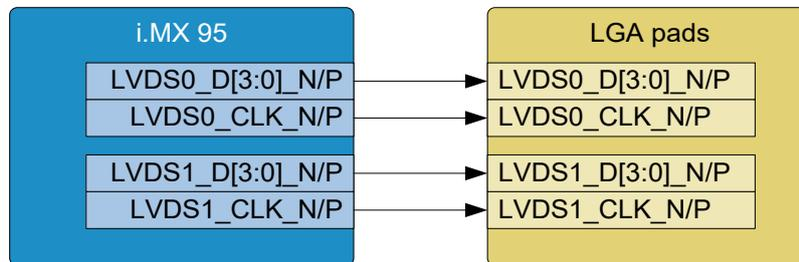 i.MX 95
LVDS0_D[3:0]_N/P
LVDS0_CLK_N/P
LVDS1_D[3:0]_N/P
LVDS1_CLK_N/P
LGA pads
LVDS0_D[3:0]_N/P
LVDS0_CLK_N/P
LVDS1_D[3:0]_N/P
LVDS1_CLK_N/P